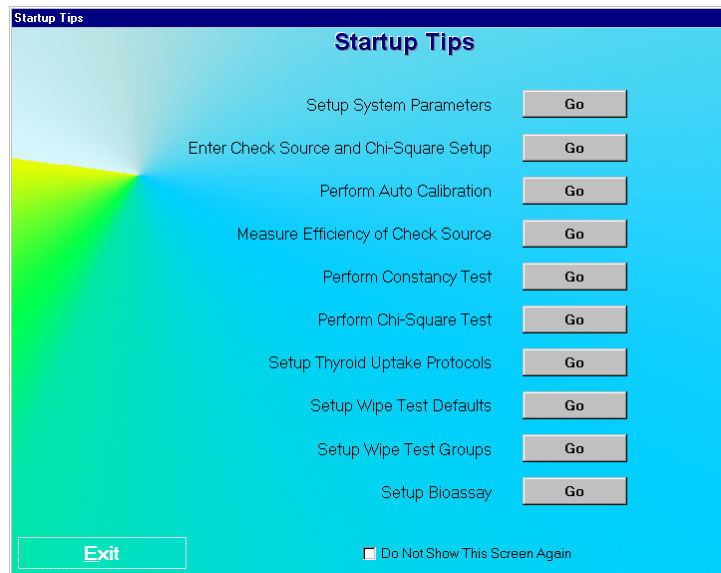 Startup Tips
Startup Tips
Setup System Parameters Go
Enter Check Source and Chi-Square Setup Go
Perform Auto Calibration Go
Measure Efficiency of Check Source Go
Perform Constancy Test Go
Perform Chi-Square Test Go
Setup Thyroid Uptake Protocols Go
Setup Wipe Test Defaults Go
Setup Wipe Test Groups Go
Setup Bioassay Go
Exit Do Not Show This Screen Again